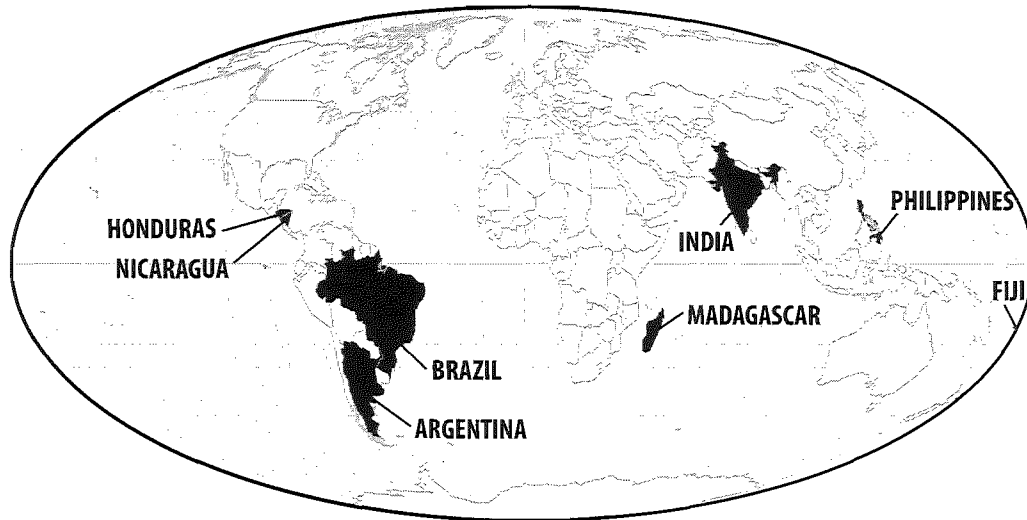 HONDURAS
NICARAGUA
PHILIPPINES
INDIA
FIJI
MADAGASCAR
BRAZIL
ARGENTINA